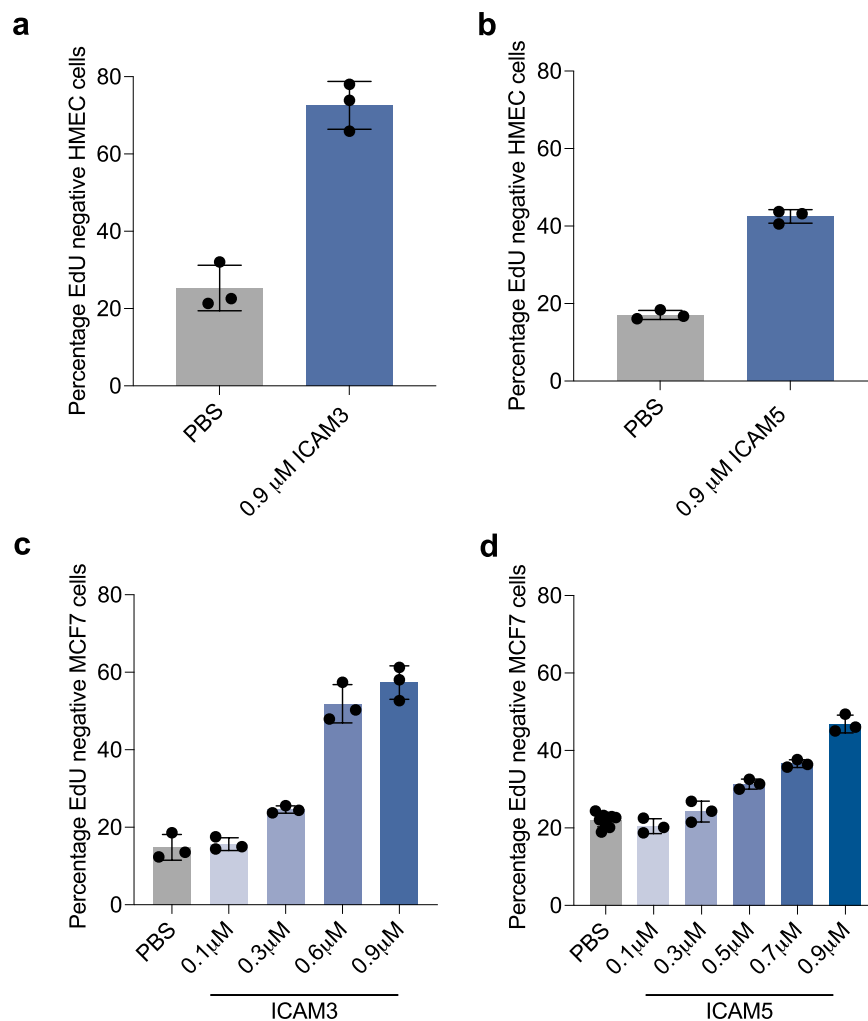 a
Percentage EdU negative HMEC cells
80
60
40
20
0
PBS
0.9 μM ICAM3
b
Percentage EdU negative HMEC cells
80
60
40
20
0
PBS
0.9 μM ICAM5
c
Percentage EdU negative MCF7 cells
80
60
40
20
0
PBS
0.1μM
0.3μM
0.6μM
0.9μM
ICAM3
d
Percentage EdU negative MCF7 cells
80
60
40
20
0
PBS
0.1μM
0.3μM
0.5μM
0.7μM
0.9μM
ICAM5